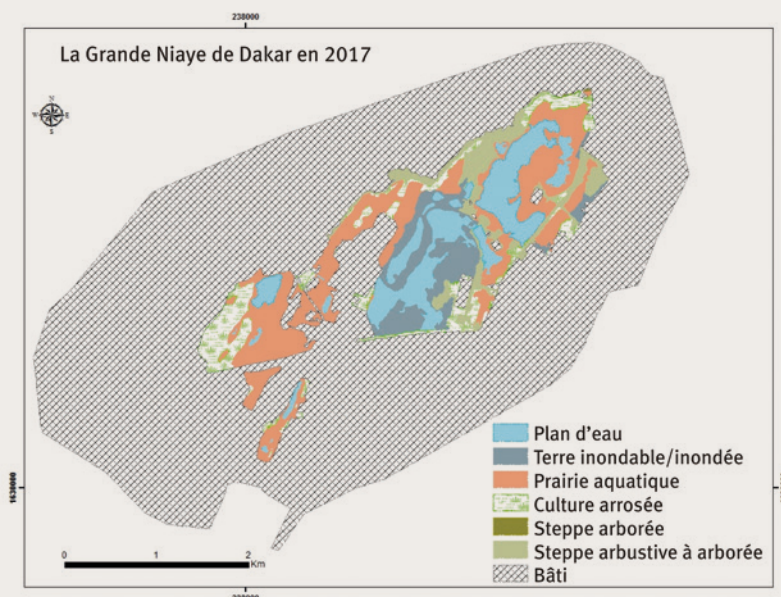 238000
La Grande Niaye de Dakar en 2017
N
W
E
S
Plan d'eau
Terre inondable/inondée
Prairie aquatique
Culture arrosée
Steppe arborée
Steppe arbustive à arborée
Bâti
1630000
0 1 2
Km